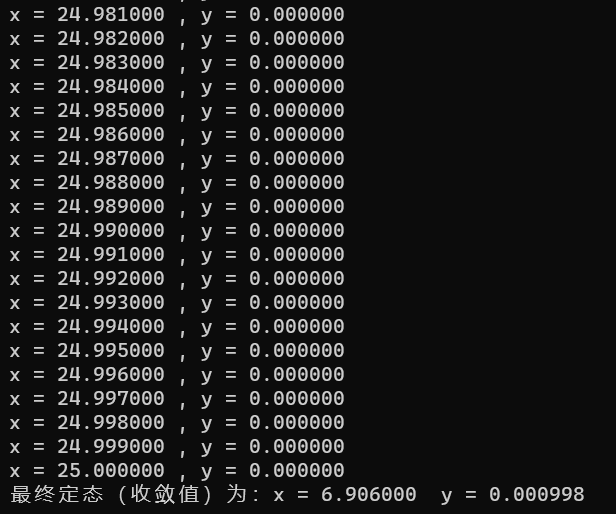 x = 24.981000 , y = 0.000000
x = 24.982000 , y = 0.000000
x = 24.983000 , y = 0.000000
x = 24.984000 , y = 0.000000
x = 24.985000 , y = 0.000000
x = 24.986000 , y = 0.000000
x = 24.987000 , y = 0.000000
x = 24.988000 , y = 0.000000
x = 24.989000 , y = 0.000000
x = 24.990000 , y = 0.000000
x = 24.991000 , y = 0.000000
x = 24.992000 , y = 0.000000
x = 24.993000 , y = 0.000000
x = 24.994000 , y = 0.000000
x = 24.995000 , y = 0.000000
x = 24.996000 , y = 0.000000
x = 24.997000 , y = 0.000000
x = 24.998000 , y = 0.000000
x = 24.999000 , y = 0.000000
x = 25.000000 , y = 0.000000
最终定态（收敛值）为：x = 6.906000  y = 0.000998